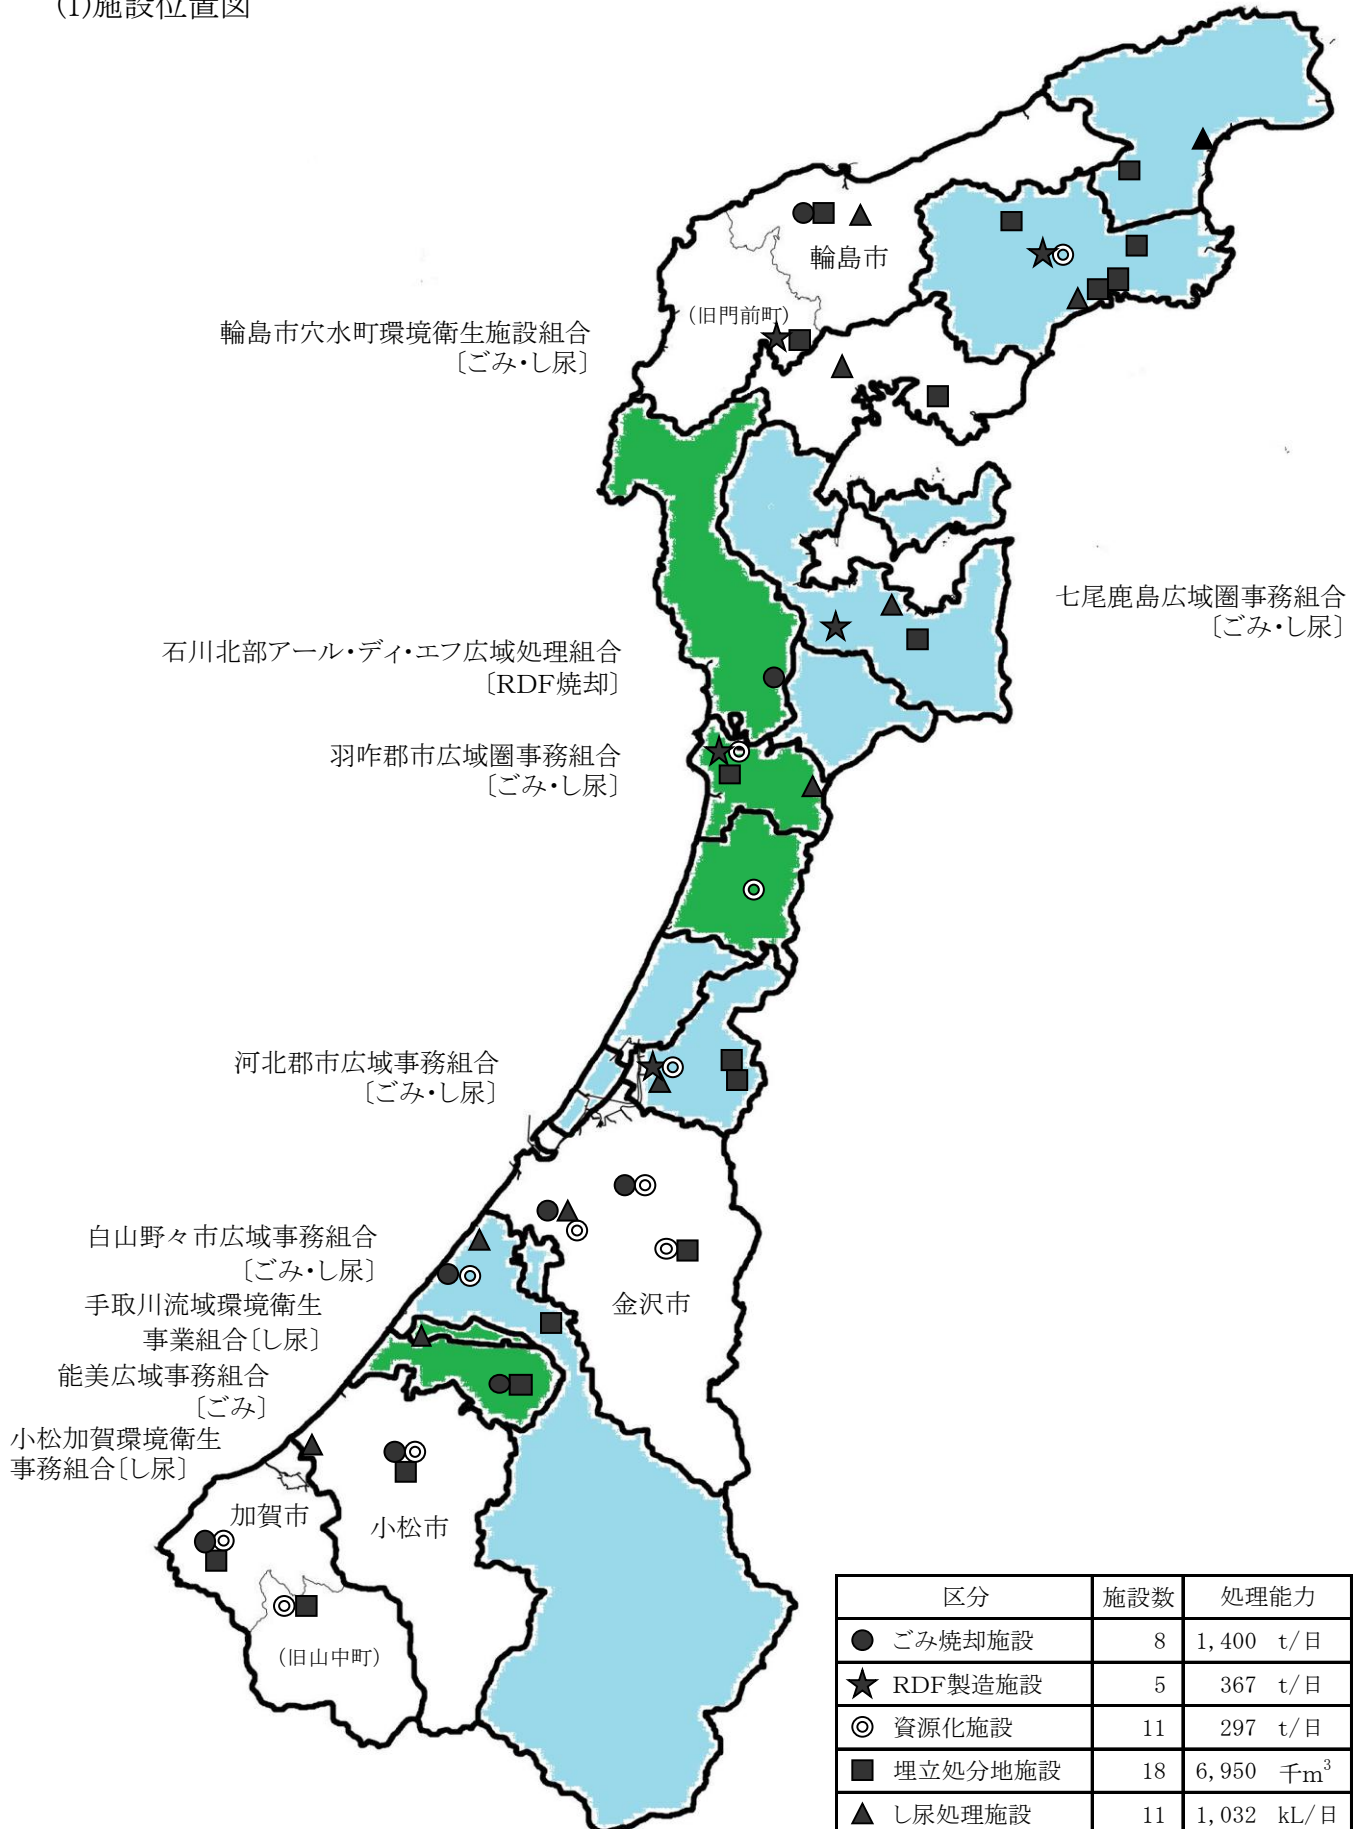 (1)施設位置図
輪島市
(旧門前町)
輪島市穴水町環境衛生施設組合
〔ごみ・し尿〕
七尾鹿島広域圏事務組合
〔ごみ・し尿〕
石川北部アール・ディ・エフ広域処理組合
〔RDF焼却〕
羽咋郡市広域圏事務組合
〔ごみ・し尿〕
河北郡市広域事務組合
〔ごみ・し尿〕
白山野々市広域事務組合
〔ごみ・し尿〕
金沢市
手取川流域環境衛生
事業組合〔し尿〕
能美広域事務組合
〔ごみ〕
小松加賀環境衛生
事務組合〔し尿〕
加賀市
小松市
(旧山中町)
区分 施設数 処理能力
● ごみ焼却施設 8 1,400 t/日
★ RDF製造施設 5 367 t/日
◎ 資源化施設 11 297 t/日
■ 埋立処分地施設 18 6,950 千m³
▲ し尿処理施設 11 1,032 kL/日